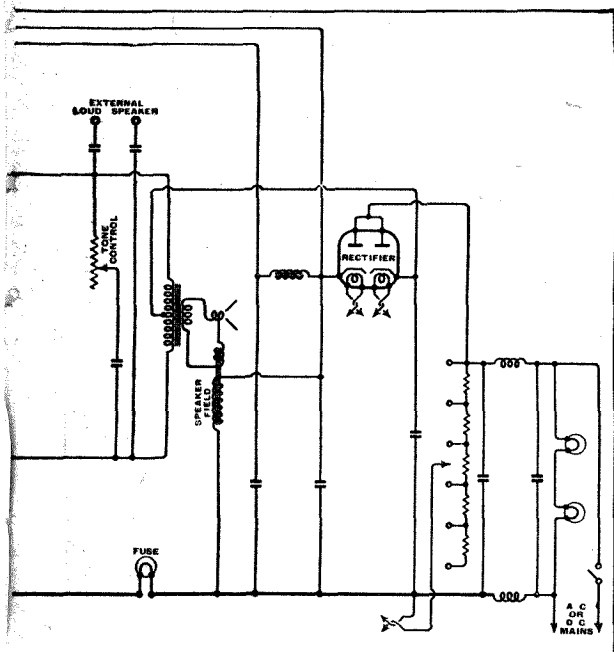 EXTERNAL
LOUD SPEAKER
TONE
CONTROL
RECTIFIER
SPEAKER
FIELD
FUSE
A C
OR
D C
MAINS